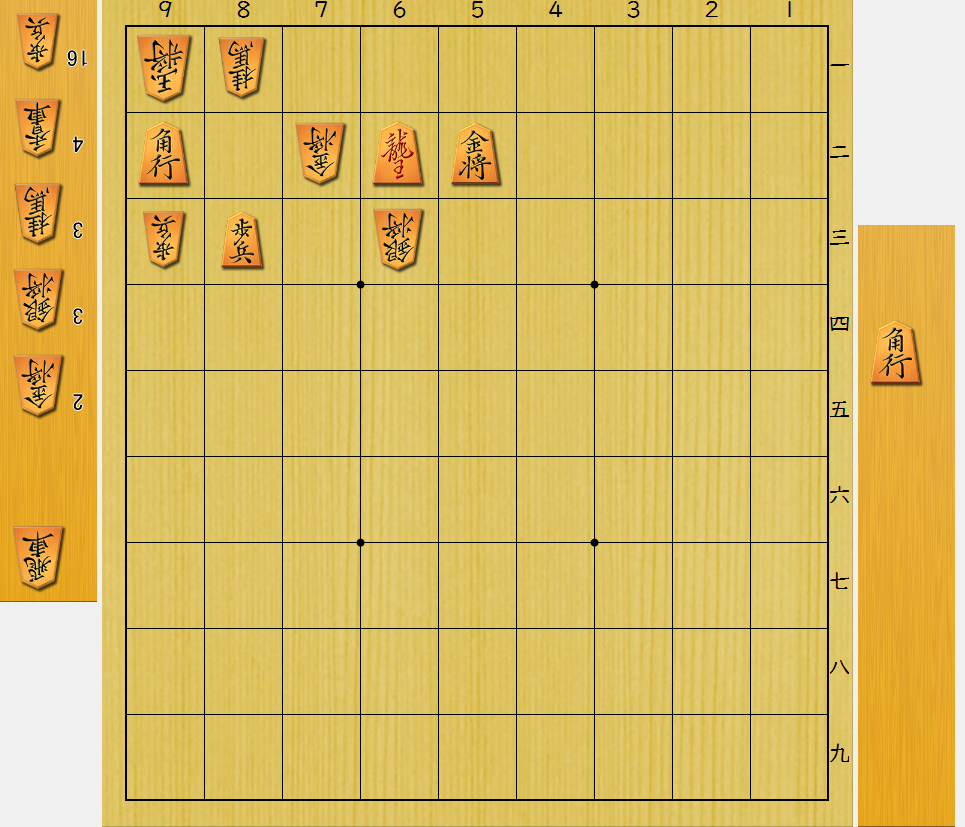 9 8 7 6 5 4 3 2 1
一
二
三
四
五
六
七
八
九
玉将 桂馬
角行 金将 龍王 金将
歩兵 歩兵 銀将
歩兵 16
香車 4
桂馬 3
銀将 3
金将 2
飛車
角行